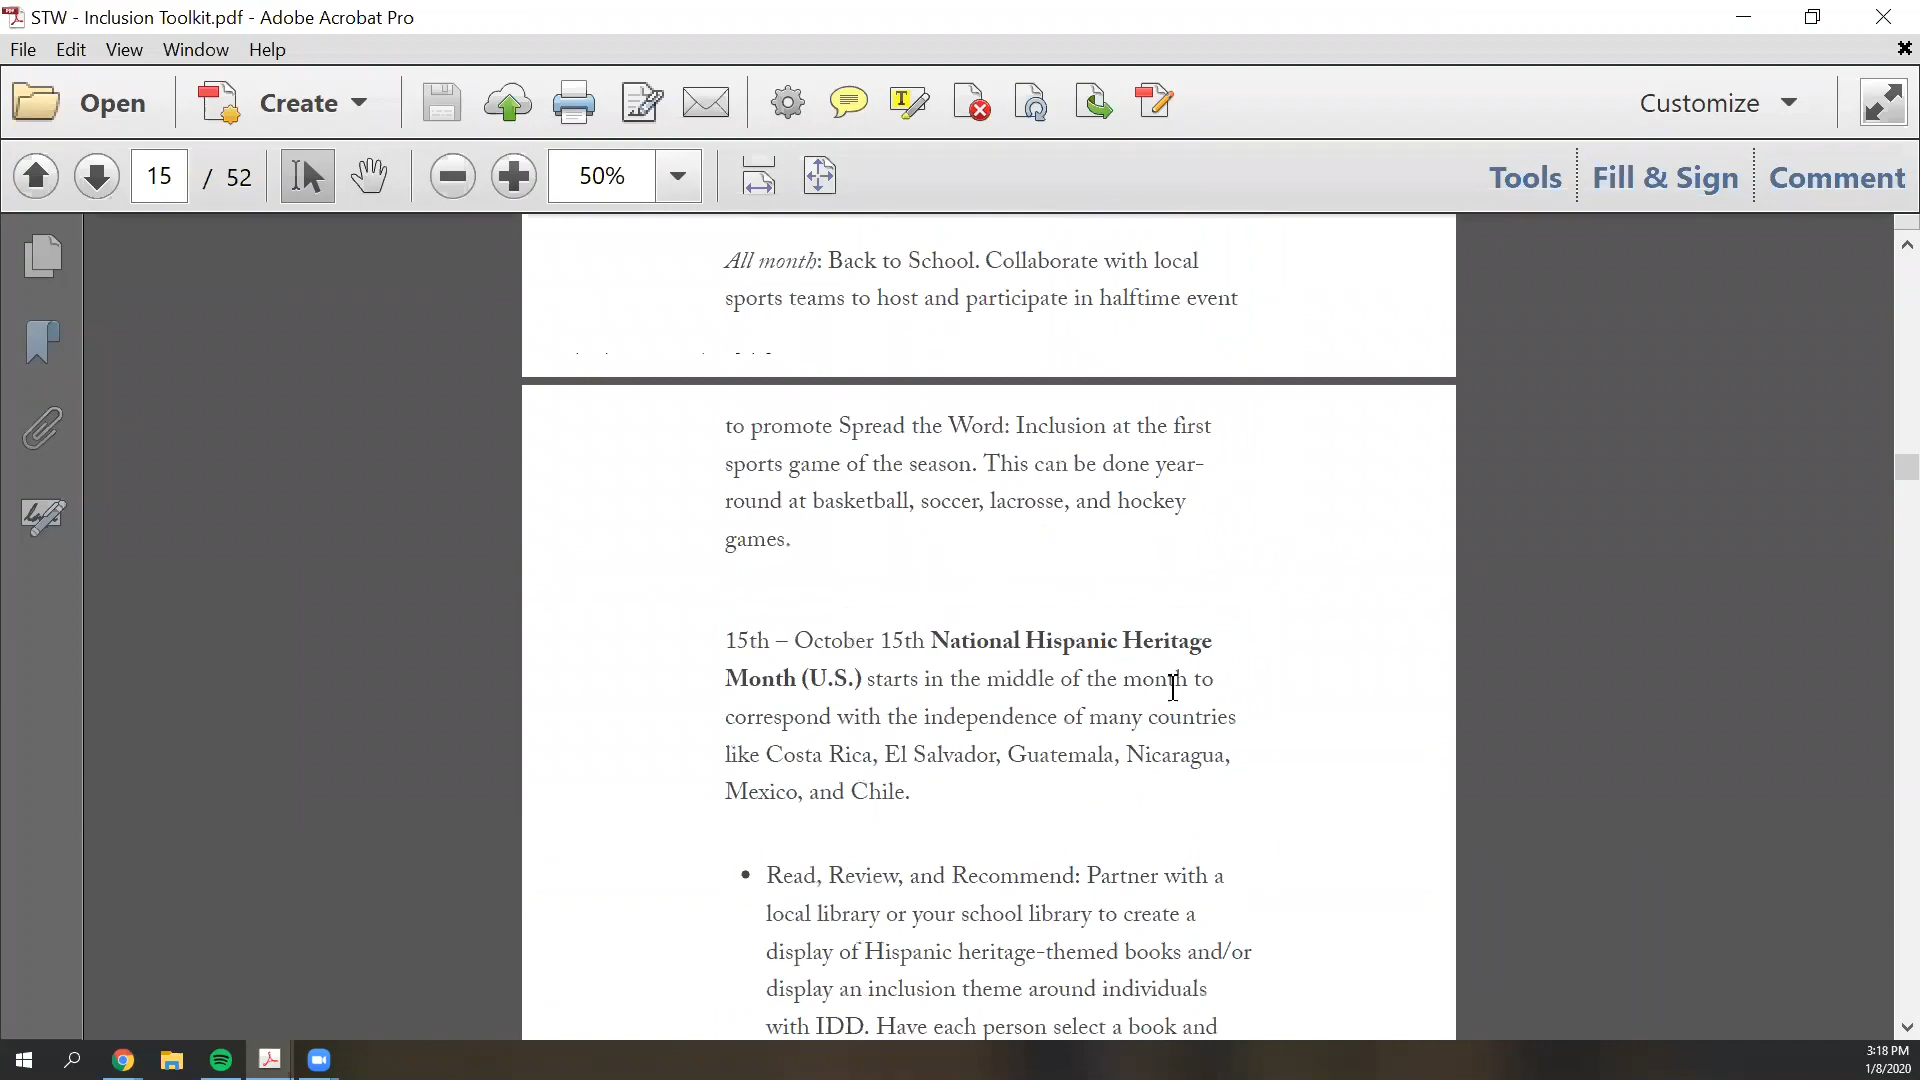 STW - Inclusion Toolkit.pdf - Adobe Acrobat Pro
File Edit View Window Help
Open Create Customize
15 / 52 50% Tools Fill & Sign Comment
All month: Back to School. Collaborate with local
sports teams to host and participate in halftime event
to promote Spread the Word: Inclusion at the first
sports game of the season. This can be done year-
round at basketball, soccer, lacrosse, and hockey
games.
15th – October 15th National Hispanic Heritage
Month (U.S.) starts in the middle of the month to
correspond with the independence of many countries
like Costa Rica, El Salvador, Guatemala, Nicaragua,
Mexico, and Chile.
• Read, Review, and Recommend: Partner with a
local library or your school library to create a
display of Hispanic heritage-themed books and/or
display an inclusion theme around individuals
with IDD. Have each person select a book and
3:18 PM
1/8/2020